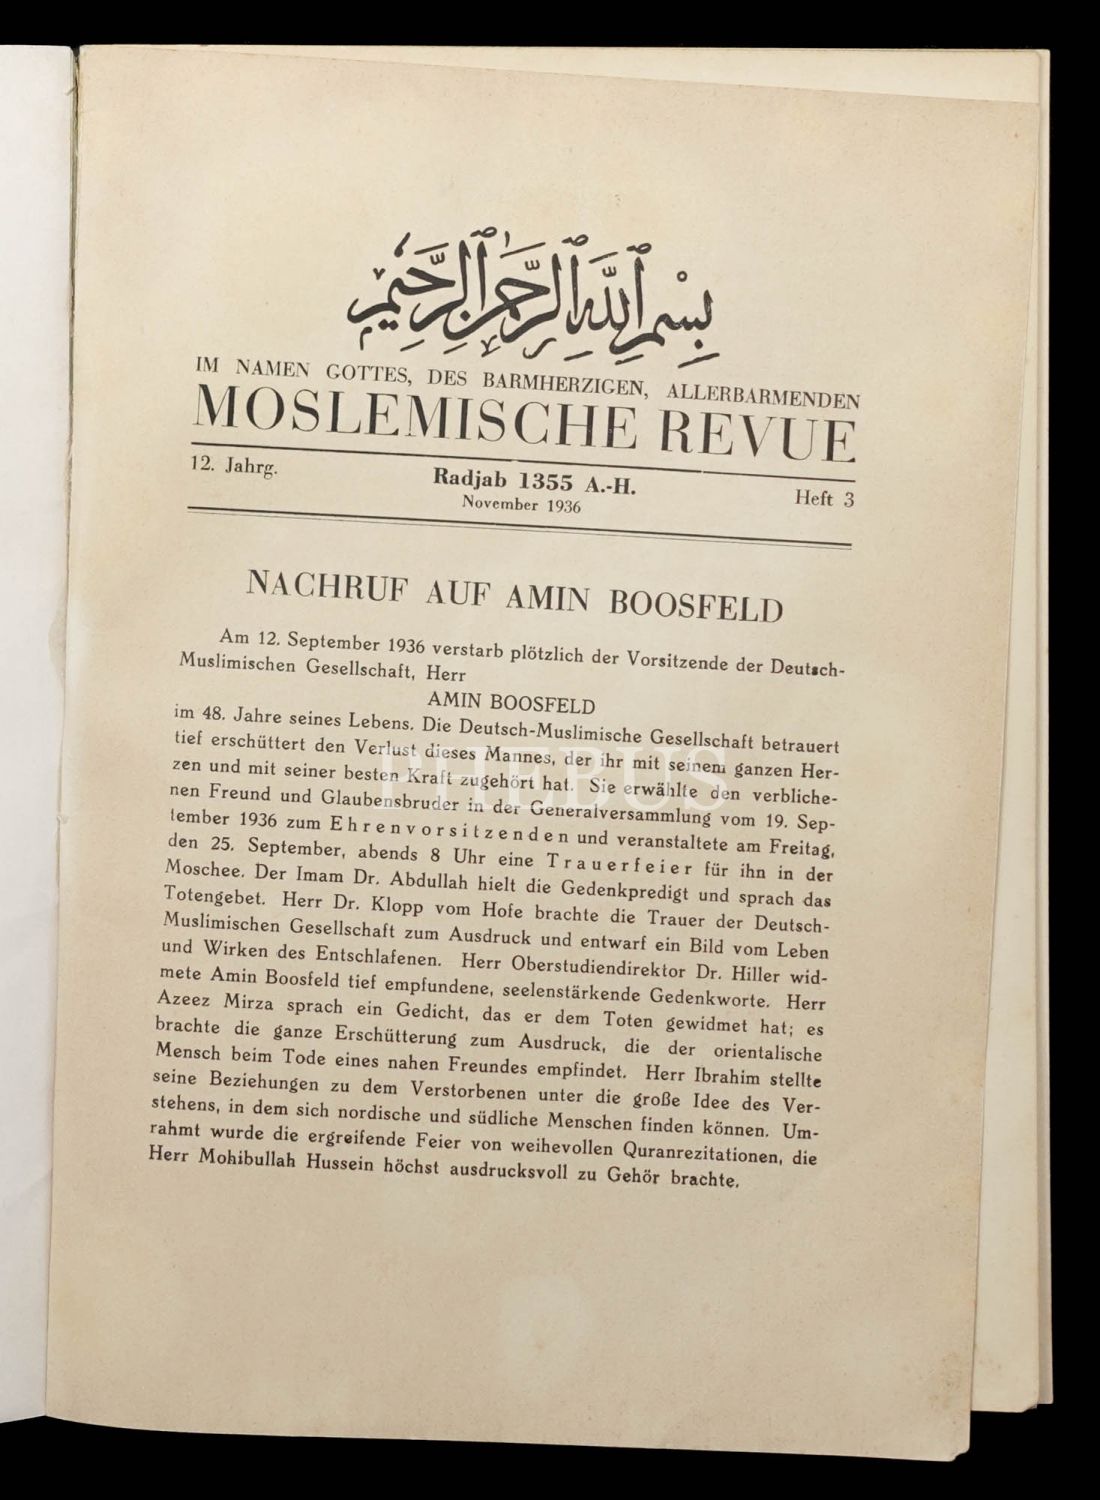 بِسْمِ ٱللَّهِ ٱلرَّحْمَٰنِ ٱلرَّحِيمِ
IM NAMEN GOTTES, DES BARMHERZIGEN, ALLERBARMENDEN
MOSLEMISCHE REVUE
12. Jahrg.
Radjab 1355 A.-H.
November 1936
Heft 3
NACHRUF AUF AMIN BOOSFELD
Am 12. September 1936 verstarb plötzlich der Vorsitzende der Deutsch-
Muslimischen Gesellschaft, Herr
AMIN BOOSFELD
im 48. Jahre seines Lebens. Die Deutsch-Muslimische Gesellschaft betrauert
tief erschüttert den Verlust dieses Mannes, der ihr mit seinem ganzen Her-
zen und mit seiner besten Kraft zugehört hat. Sie erwählte den verbliche-
nen Freund und Glaubensbruder in der Generalversammlung vom 19. Sep-
tember 1936 zum Ehrenvorsitzenden und veranstaltete am Freitag,
den 25. September, abends 8 Uhr eine Trauerfeier für ihn in der
Moschee. Der Imam Dr. Abdullah hielt die Gedenkpredigt und sprach das
Totengebet. Herr Dr. Klopp vom Hofe brachte die Trauer der Deutsch-
Muslimischen Gesellschaft zum Ausdruck und entwarf ein Bild vom Leben
und Wirken des Entschlafenen. Herr Oberstudiendirektor Dr. Hiller wid-
mete Amin Boosfeld tief empfundene, seelenstärkende Gedenkworte. Herr
Azeez Mirza sprach ein Gedicht, das er dem Toten gewidmet hat; es
brachte die ganze Erschütterung zum Ausdruck, die der orientalische
Mensch beim Tode eines nahen Freundes empfindet. Herr Ibrahim stellte
seine Beziehungen zu dem Verstorbenen unter die große Idee des Ver-
stehens, in dem sich nordische und südliche Menschen finden können. Um-
rahmt wurde die ergreifende Feier von weihevollen Quranrezitationen, die
Herr Mohibullah Hussein höchst ausdrucksvoll zu Gehör brachte.
PHEBUS